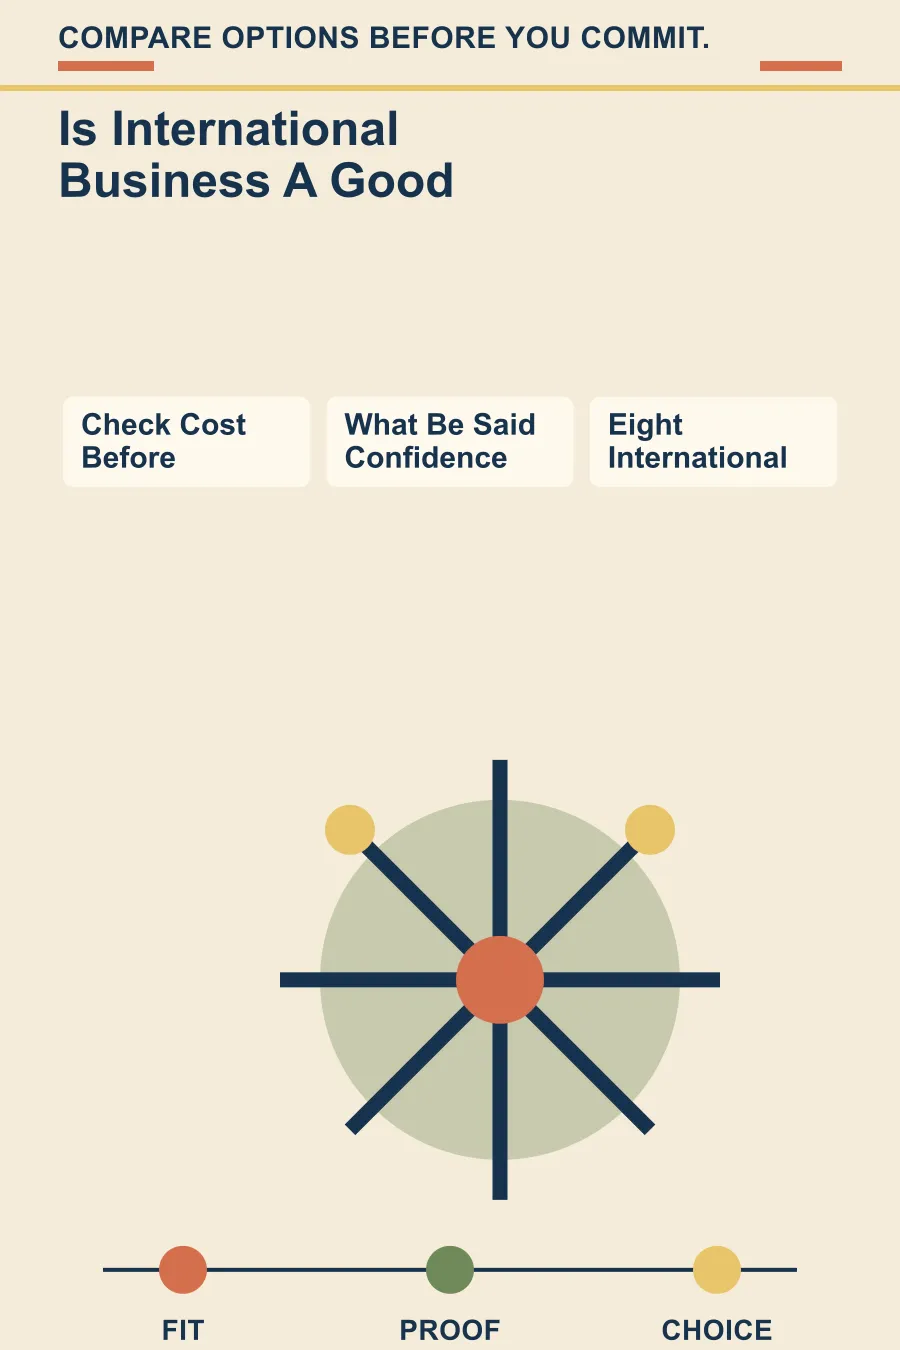 COMPARE OPTIONS BEFORE YOU COMMIT.
Is International
Business A Good
Check Cost
Before
What Be Said
Confidence
Eight
International
FIT
PROOF
CHOICE